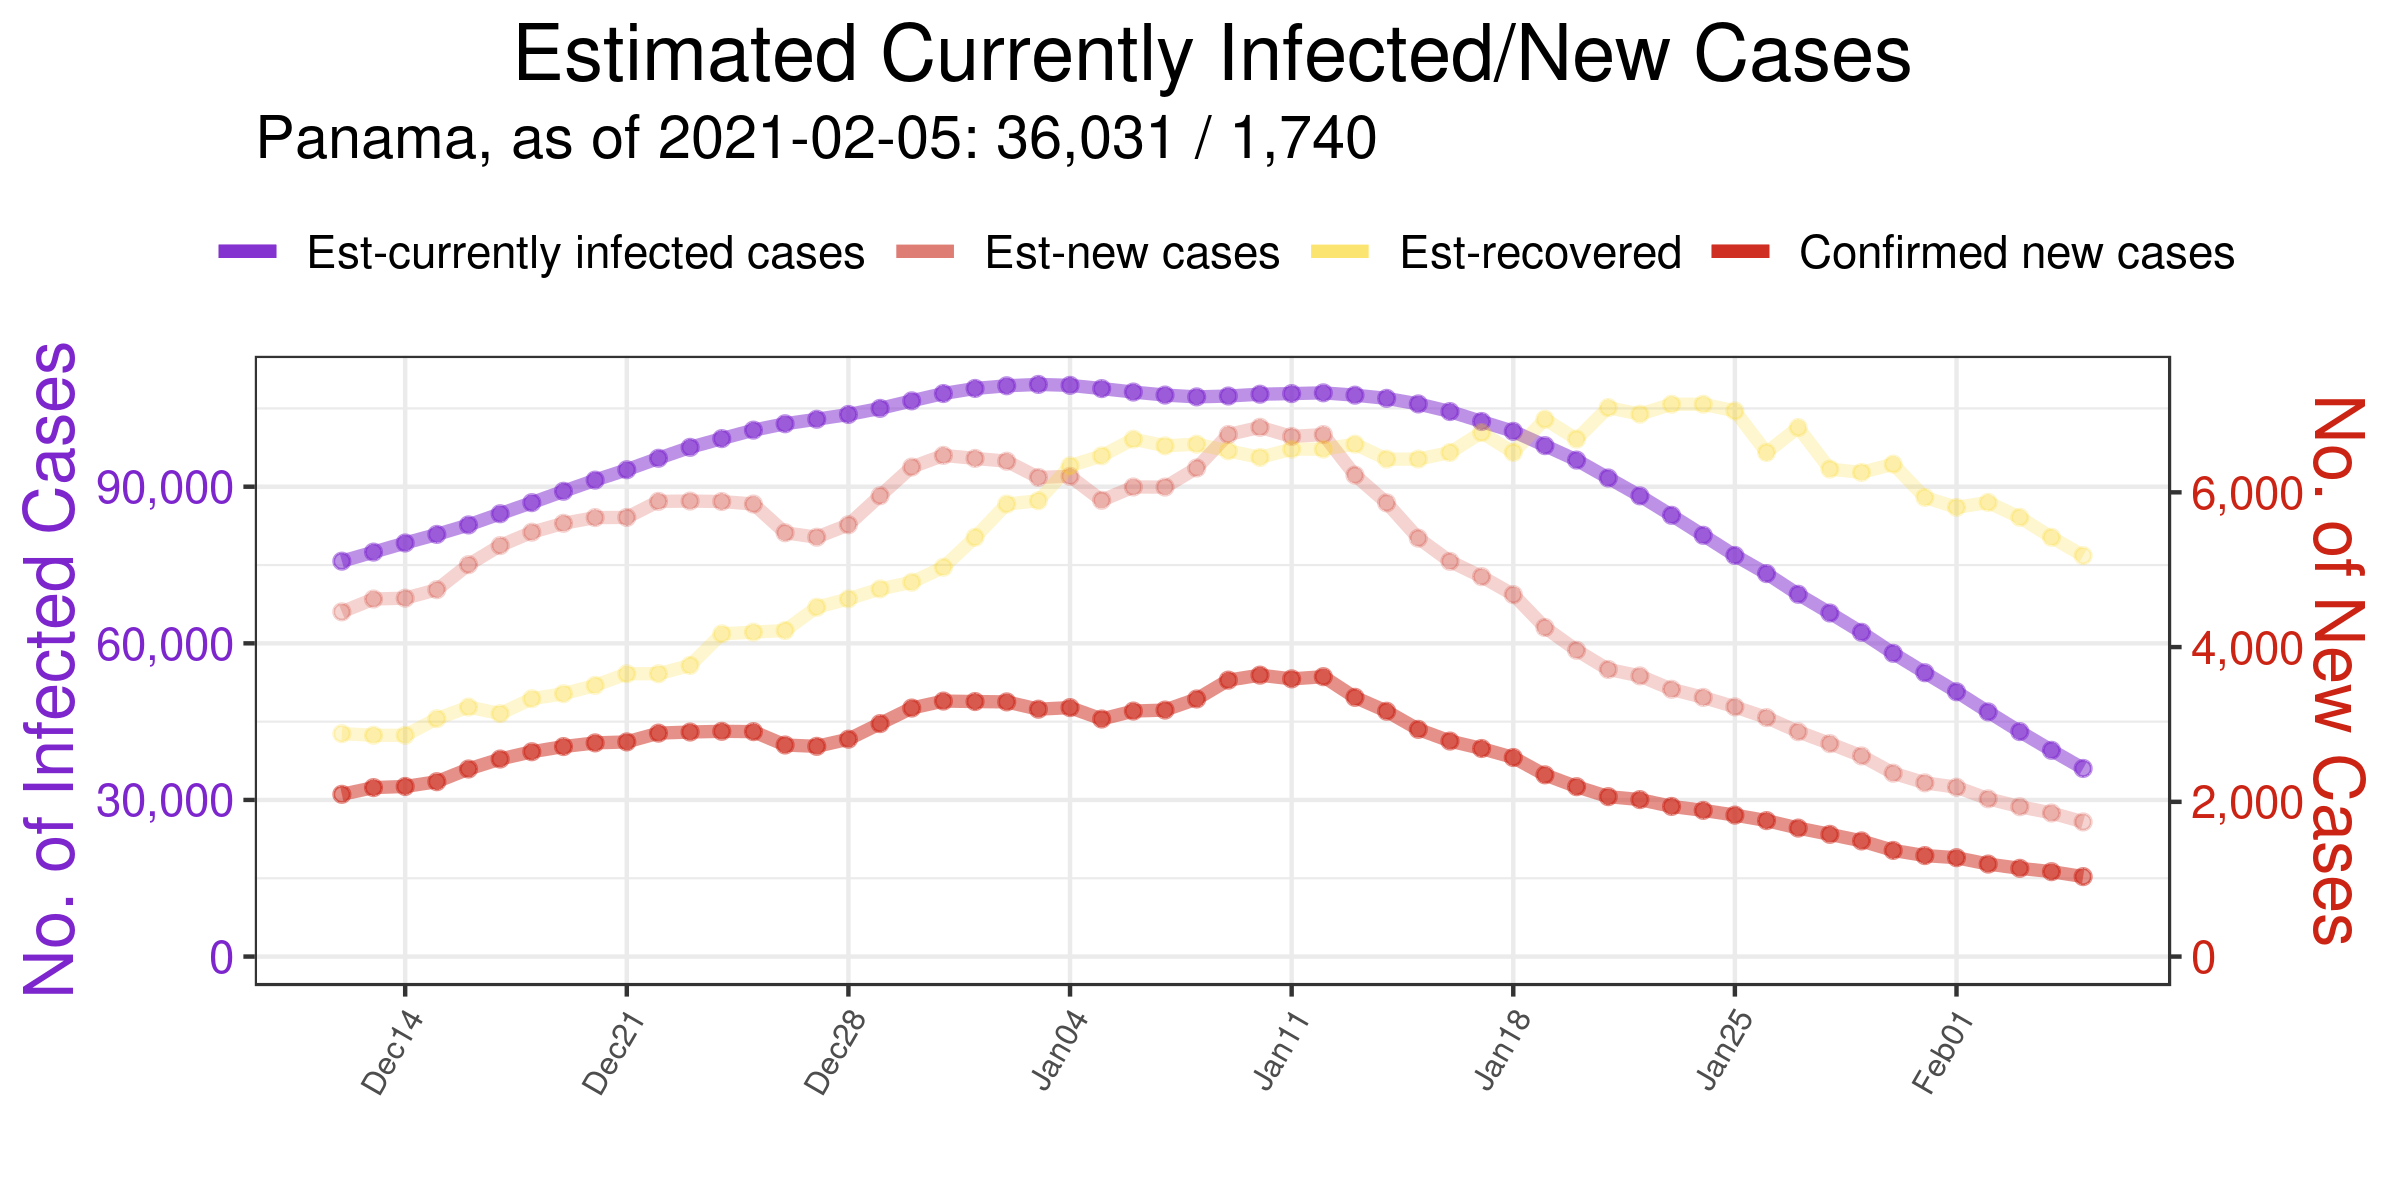 Estimated Currently Infected/New Cases
Panama, as of 2021-02-05: 36,031 / 1,740
Est-currently infected cases
Est-new cases
Est-recovered
Confirmed new cases
No. of Infected Cases
90,000
60,000
30,000
0
No. of New Cases
6,000
4,000
2,000
0
Dec14
Dec21
Dec28
Jan04
Jan11
Jan18
Jan25
Feb01